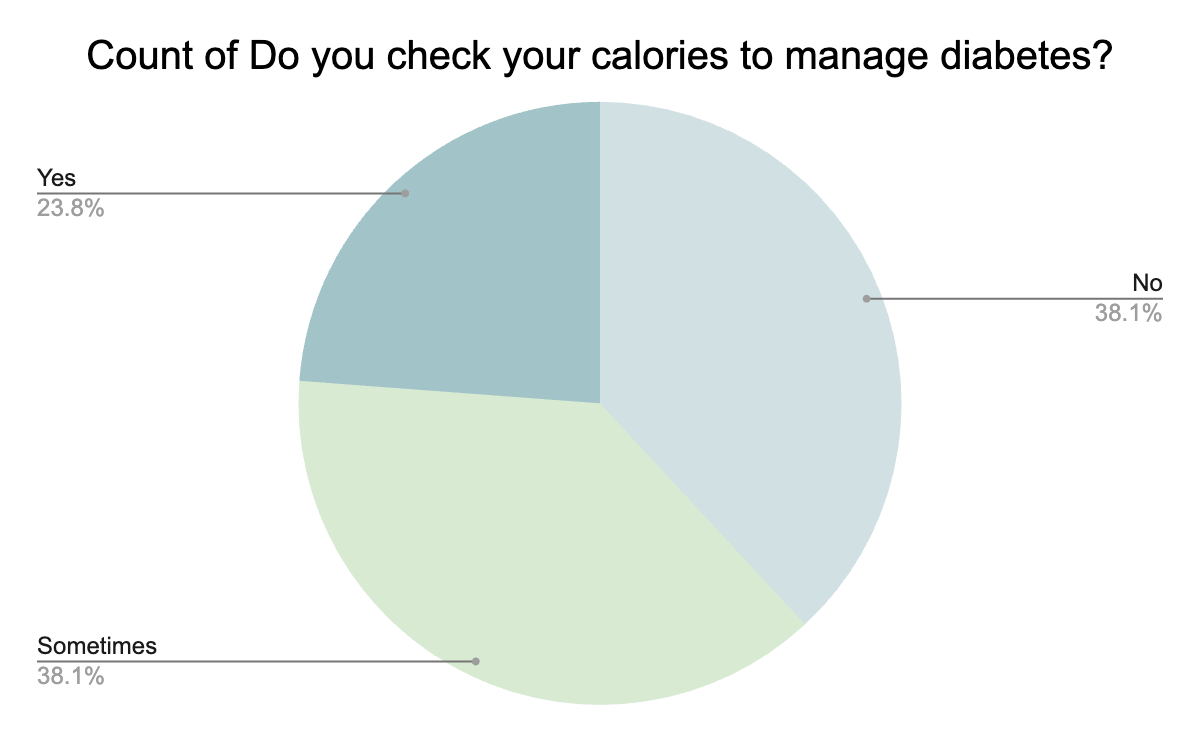 Count of Do you check your calories to manage diabetes?
Yes
23.8%
No
38.1%
Sometimes
38.1%